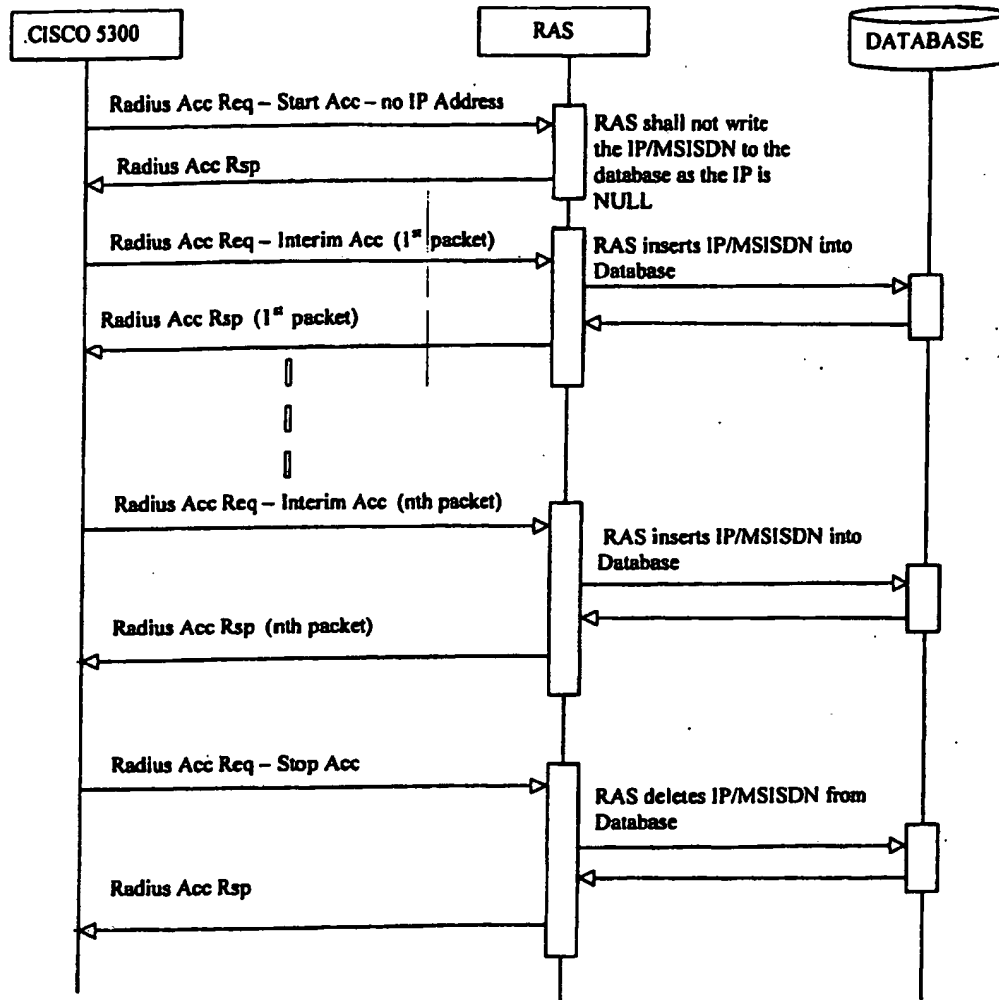 CISCO 5300
RAS
DATABASE
Radius Acc Req – Start Acc – no IP Address
RAS shall not write
the IP/MSISDN to the
database as the IP is
NULL
Radius Acc Rsp
Radius Acc Req – Interim Acc (1st packet)
RAS inserts IP/MSISDN into
Database
Radius Acc Rsp (1st packet)
Radius Acc Req – Interim Acc (nth packet)
RAS inserts IP/MSISDN into
Database
Radius Acc Rsp (nth packet)
Radius Acc Req – Stop Acc
RAS deletes IP/MSISDN from
Database
Radius Acc Rsp